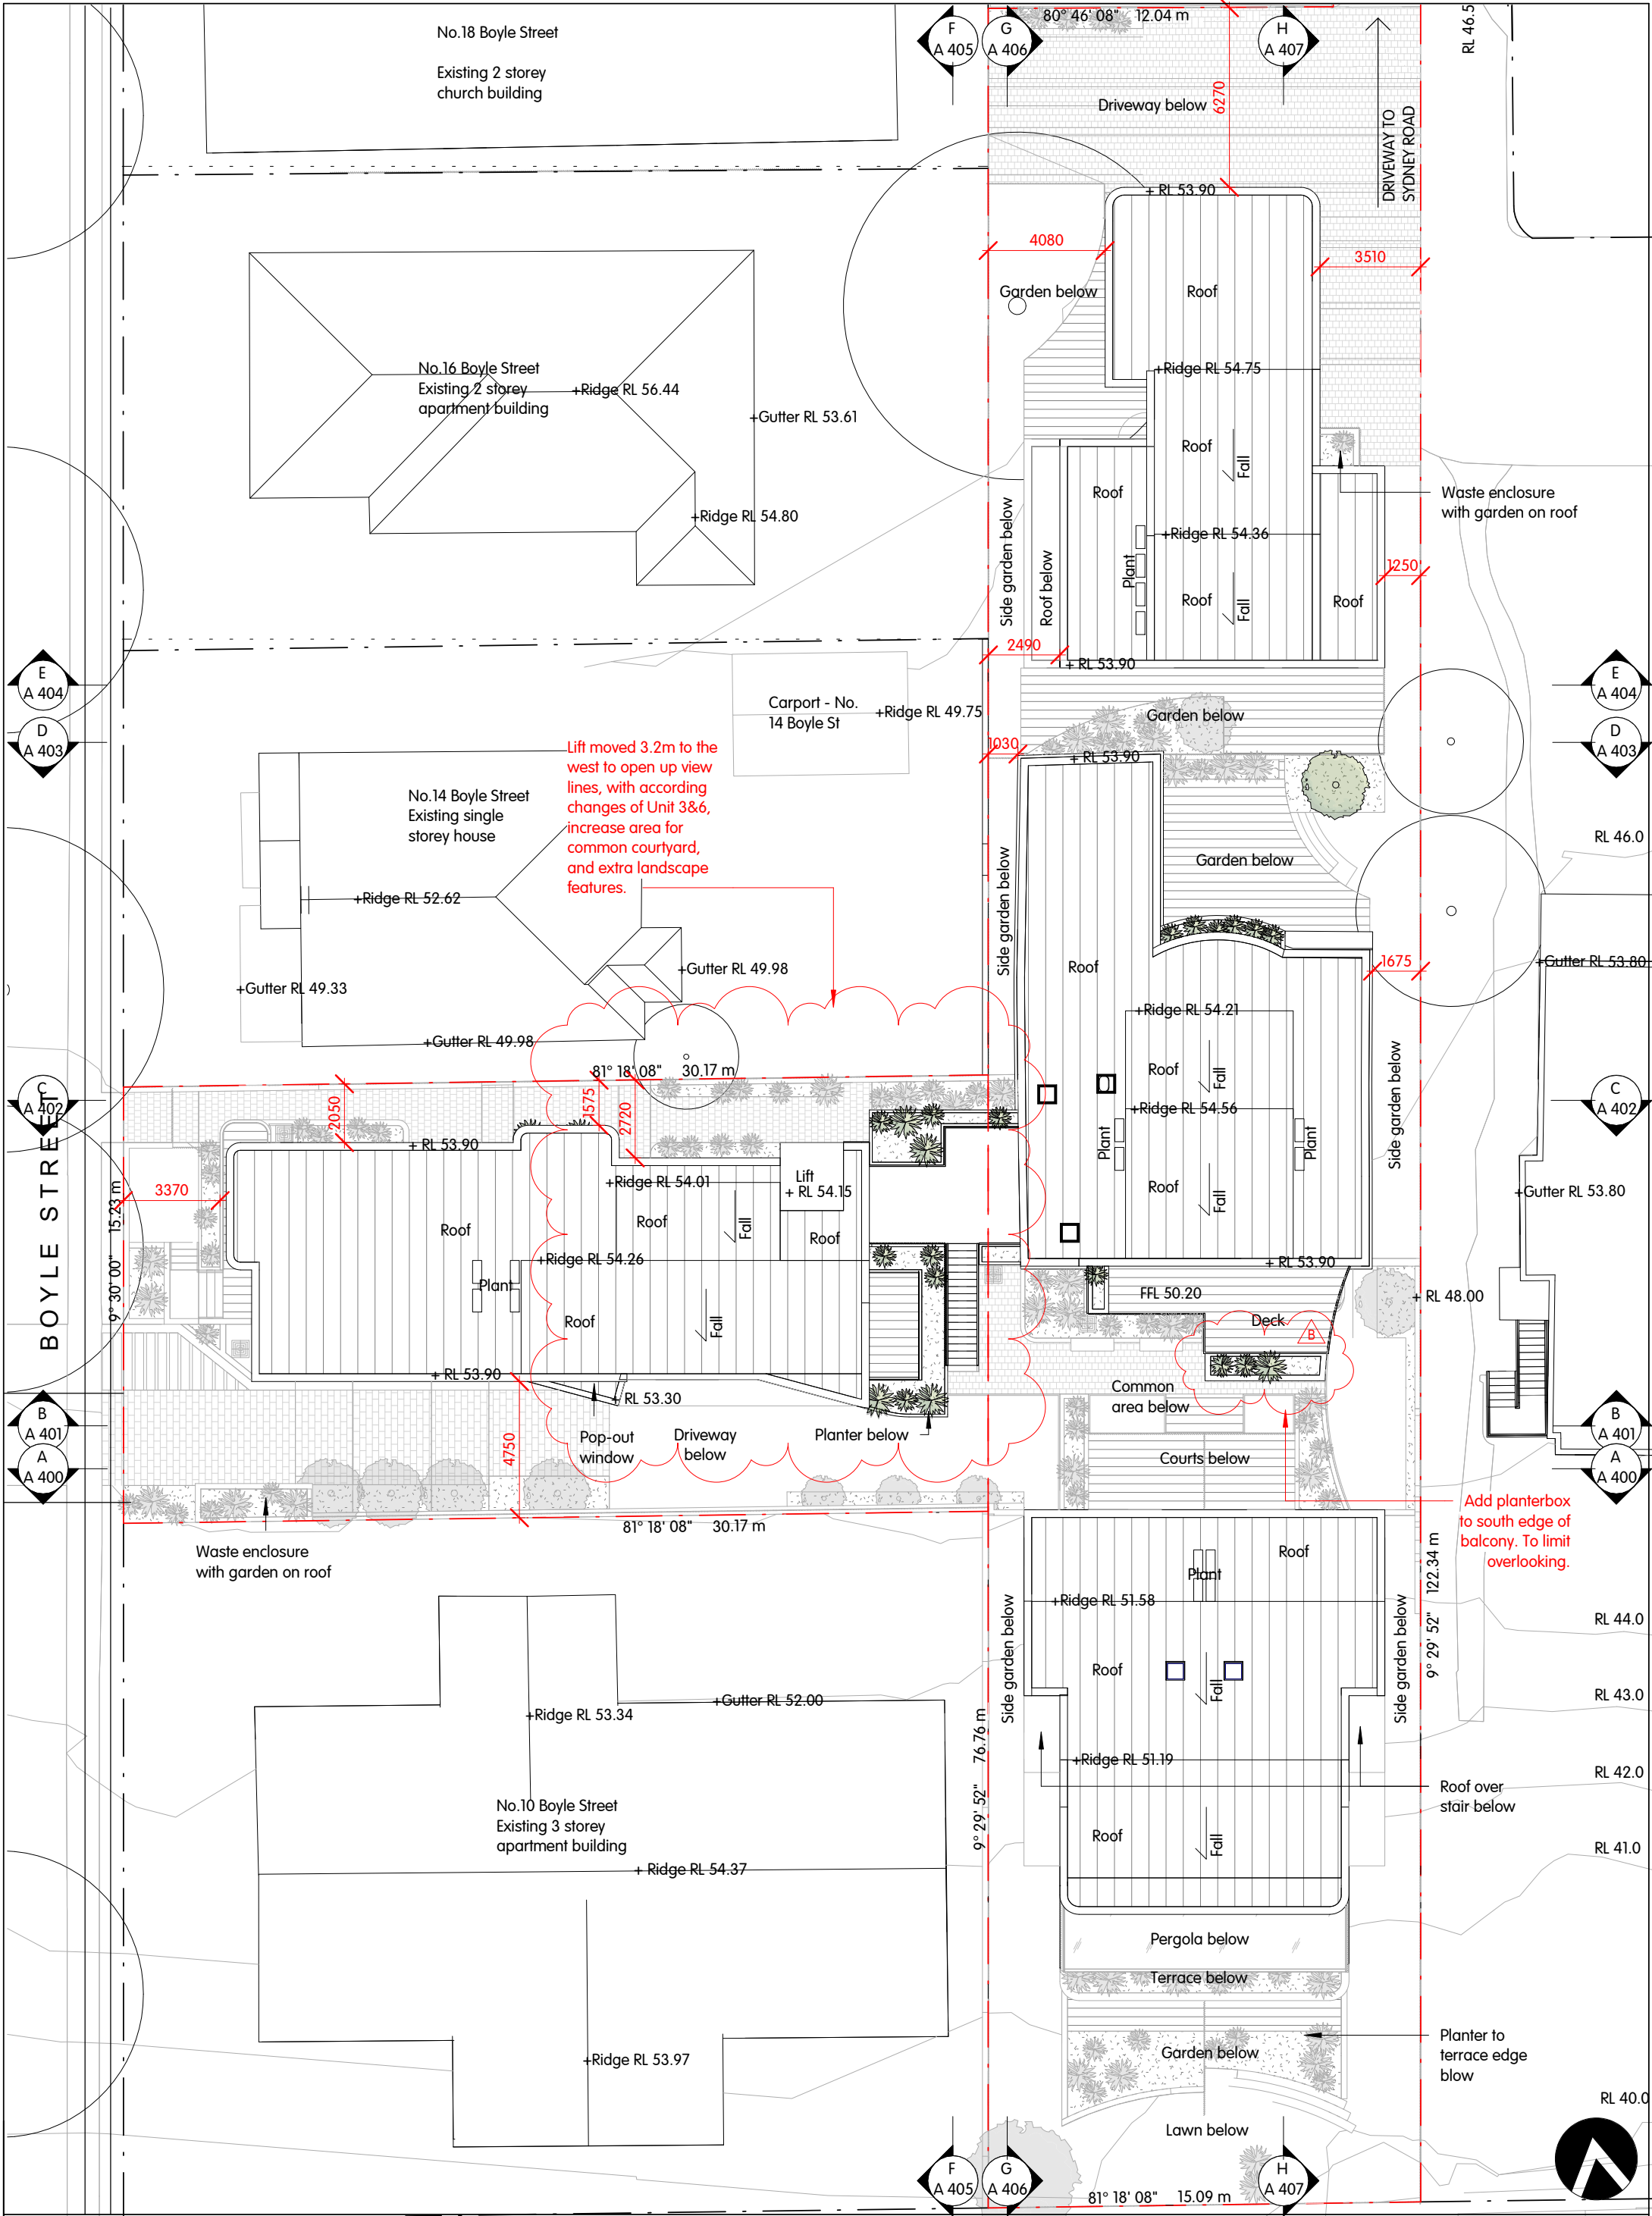 No.18 Boyle Street
Existing 2 storey
church building
F
A 405
G
A 406
80° 46' 08" 12.04 m
H
A 407
RL 46.5
Driveway below
6270
DRIVEWAY TO
SYDNEY ROAD
+ RL 53.90
4080
3510
Garden below
Roof
No.16 Boyle Street
Existing 2 storey
apartment building
+Ridge RL 56.44
+Gutter RL 53.61
+Ridge RL 54.80
+Ridge RL 54.75
Roof
Fall
Roof
Waste enclosure
with garden on roof
+Ridge RL 54.36
Side garden below
Roof below
Plant
Roof
Fall
Roof
1250
2490
+ RL 53.90
E
A 404
D
A 403
E
A 404
D
A 403
Carport - No.
14 Boyle St
+Ridge RL 49.75
Garden below
1030
+ RL 53.90
Lift moved 3.2m to the
west to open up view
lines, with according
changes of Unit 3&6,
increase area for
common courtyard,
and extra landscape
features.
No.14 Boyle Street
Existing single
storey house
+Ridge RL 52.62
+Gutter RL 49.33
+Gutter RL 49.98
+Gutter RL 49.98
RL 46.0
Garden below
Side garden below
Roof
1675
+Gutter RL 53.80
+Ridge RL 54.21
Roof
Fall
+Ridge RL 54.56
Plant
Plant
Roof
Fall
Side garden below
C
A 402
C
A 402
+Gutter RL 53.80
81° 18' 08" 30.17 m
2050
1575
2720
+ RL 53.90
+Ridge RL 54.01
Lift
+ RL 54.15
BOYLE STREET
9° 30' 00" 15.23 m
3370
Roof
Roof
Fall
Roof
+Ridge RL 54.26
Plant
Roof
Fall
+ RL 53.90
+ RL 53.90
FFL 50.20
Deck
B
+ RL 48.00
RL 53.30
Common
area below
Courts below
B
A 401
A
A 400
B
A 401
A
A 400
4750
Pop-out
window
Driveway
below
Planter below
Add planterbox
to south edge of
balcony. To limit
overlooking.
81° 18' 08" 30.17 m
Waste enclosure
with garden on roof
Roof
Plant
+Ridge RL 51.58
Side garden below
Side garden below
9° 29' 52" 122.34 m
RL 44.0
Roof
Fall
RL 43.0
+Gutter RL 52.00
+Ridge RL 53.34
9° 29' 52" 76.76 m
+Ridge RL 51.19
RL 42.0
Roof over
stair below
No.10 Boyle Street
Existing 3 storey
apartment building
Roof
Fall
RL 41.0
+ Ridge RL 54.37
Pergola below
Terrace below
+Ridge RL 53.97
Garden below
Planter to
terrace edge
blow
RL 40.0
Lawn below
F
A 405
G
A 406
H
A 407
81° 18' 08" 15.09 m